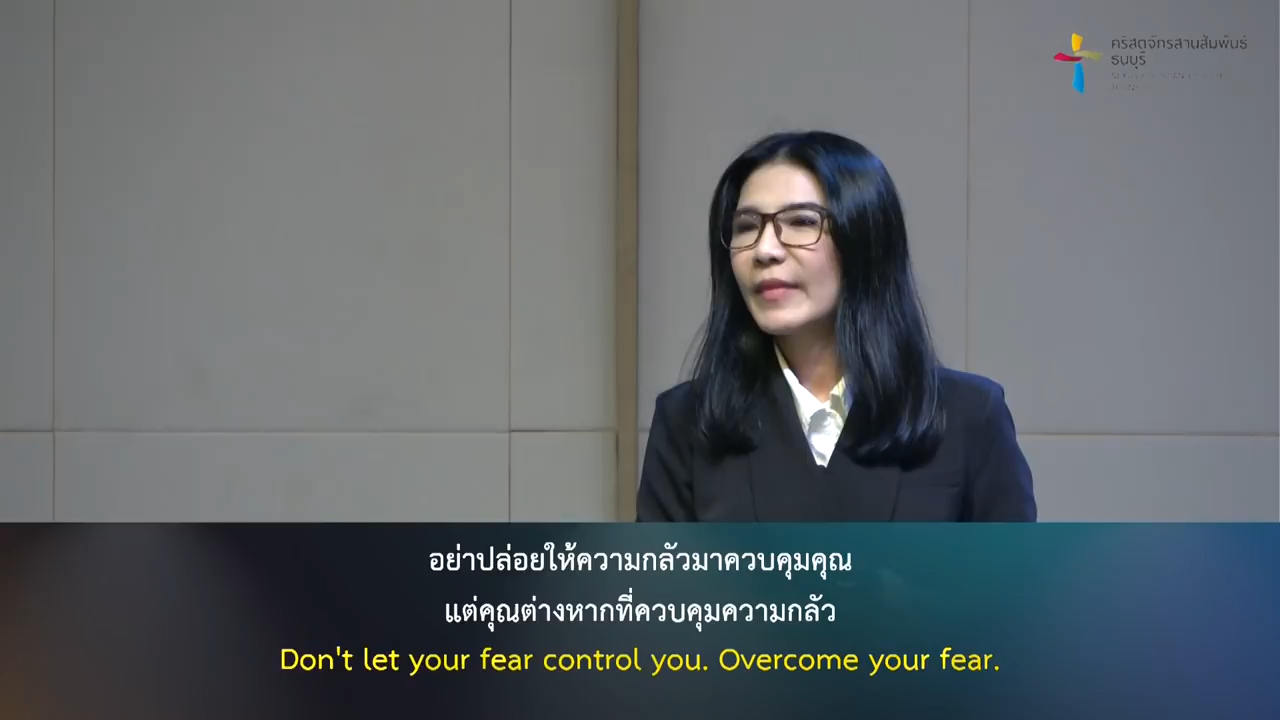 คริสตจักรสานสัมพันธ์
ธนบุรี
อย่าปล่อยให้ความกลัวมาควบคุมคุณ
แต่คุณต่างหากที่ควบคุมความกลัว
Don't let your fear control you. Overcome your fear.